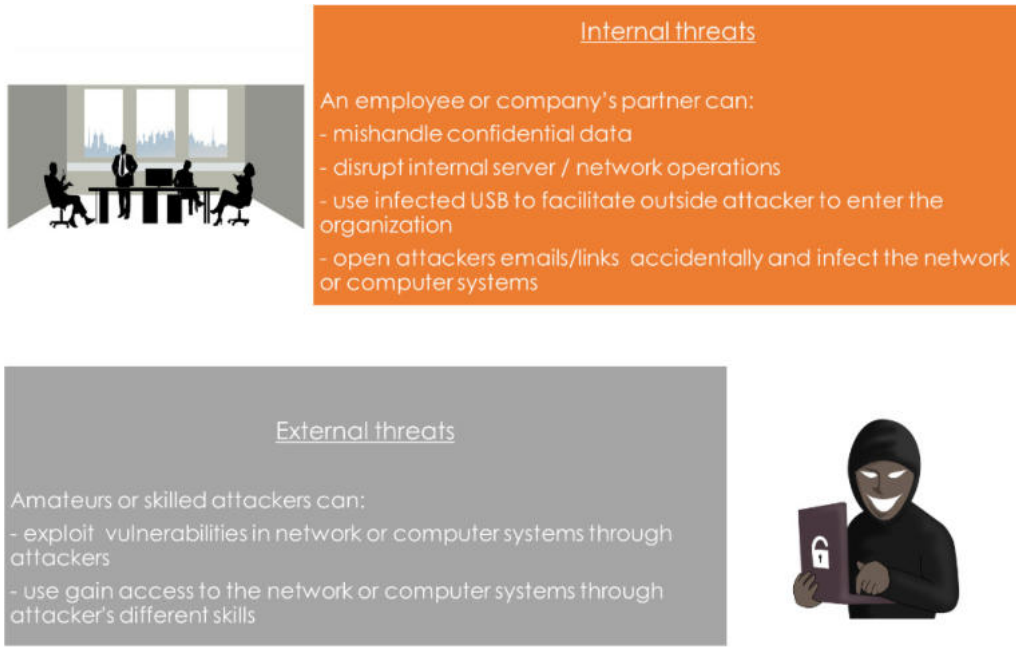 Internal threats
An employee or company's partner can:
- mishandle confidential data
- disrupt internal server / network operations
- use infected USB to facilitate outside attacker to enter the
organization
- open attackers emails/links accidentally and infect the network
or computer systems
External threats
Amateurs or skilled attackers can:
- exploit vulnerabilities in network or computer systems through
attackers
- use gain access to the network or computer systems through
attacker's different skills